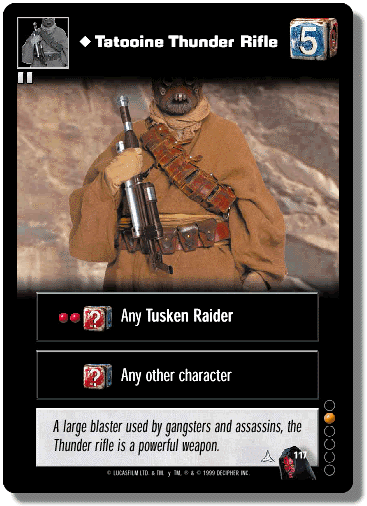 ◆ Tatooine Thunder Rifle
5
? Any Tusken Raider
? Any other character
A large blaster used by gangsters and assassins, the
Thunder rifle is a powerful weapon.
117
© LUCASFILM LTD. & TM. y TM, ® & © 1999 DECIPHER INC.